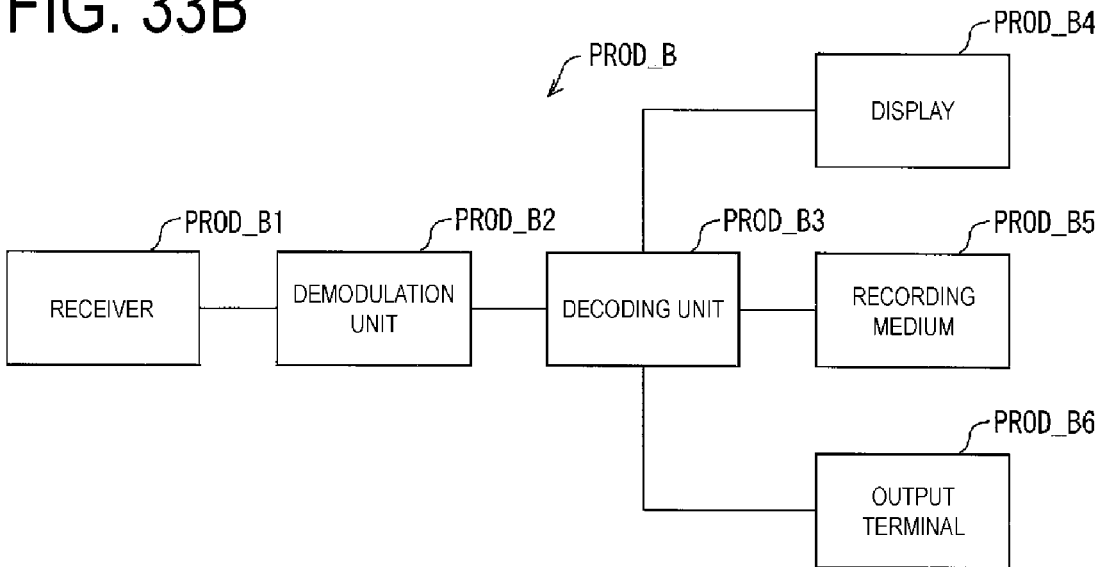 FIG. 33B
PROD_B
PROD_B4
DISPLAY
PROD_B1
RECEIVER
PROD_B2
DEMODULATION
UNIT
PROD_B3
DECODING UNIT
PROD_B5
RECORDING
MEDIUM
PROD_B6
OUTPUT
TERMINAL